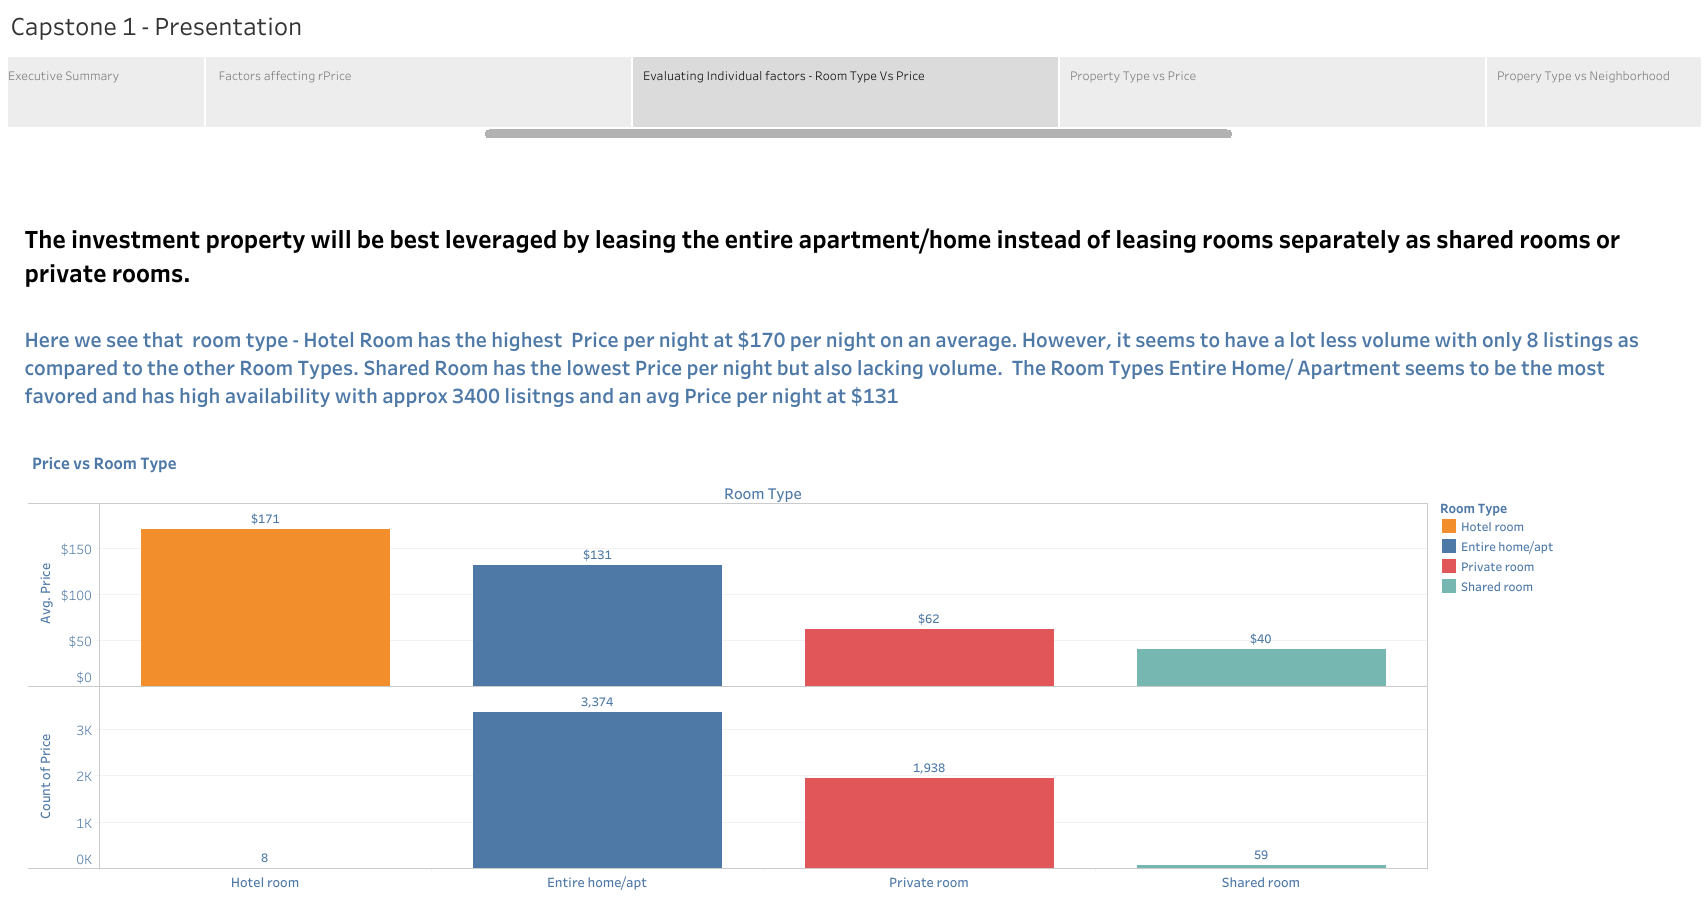 Capstone 1 - Presentation
Executive Summary
Factors affecting rPrice
Evaluating Individual factors - Room Type Vs Price
Property Type vs Price
Propery Type vs Neighborhood
The investment property will be best leveraged by leasing the entire apartment/home instead of leasing rooms separately as shared rooms or
private rooms.
Here we see that  room type - Hotel Room has the highest  Price per night at $170 per night on an average. However, it seems to have a lot less volume with only 8 listings as
compared to the other Room Types. Shared Room has the lowest Price per night but also lacking volume.  The Room Types Entire Home/ Apartment seems to be the most
favored and has high availability with approx 3400 lisitngs and an avg Price per night at $131
Price vs Room Type
Room Type
Avg. Price
$150
$100
$50
$0
$171
$131
$62
$40
Count of Price
3K
2K
1K
0K
8
3,374
1,938
59
Hotel room
Entire home/apt
Private room
Shared room
Room Type
Hotel room
Entire home/apt
Private room
Shared room